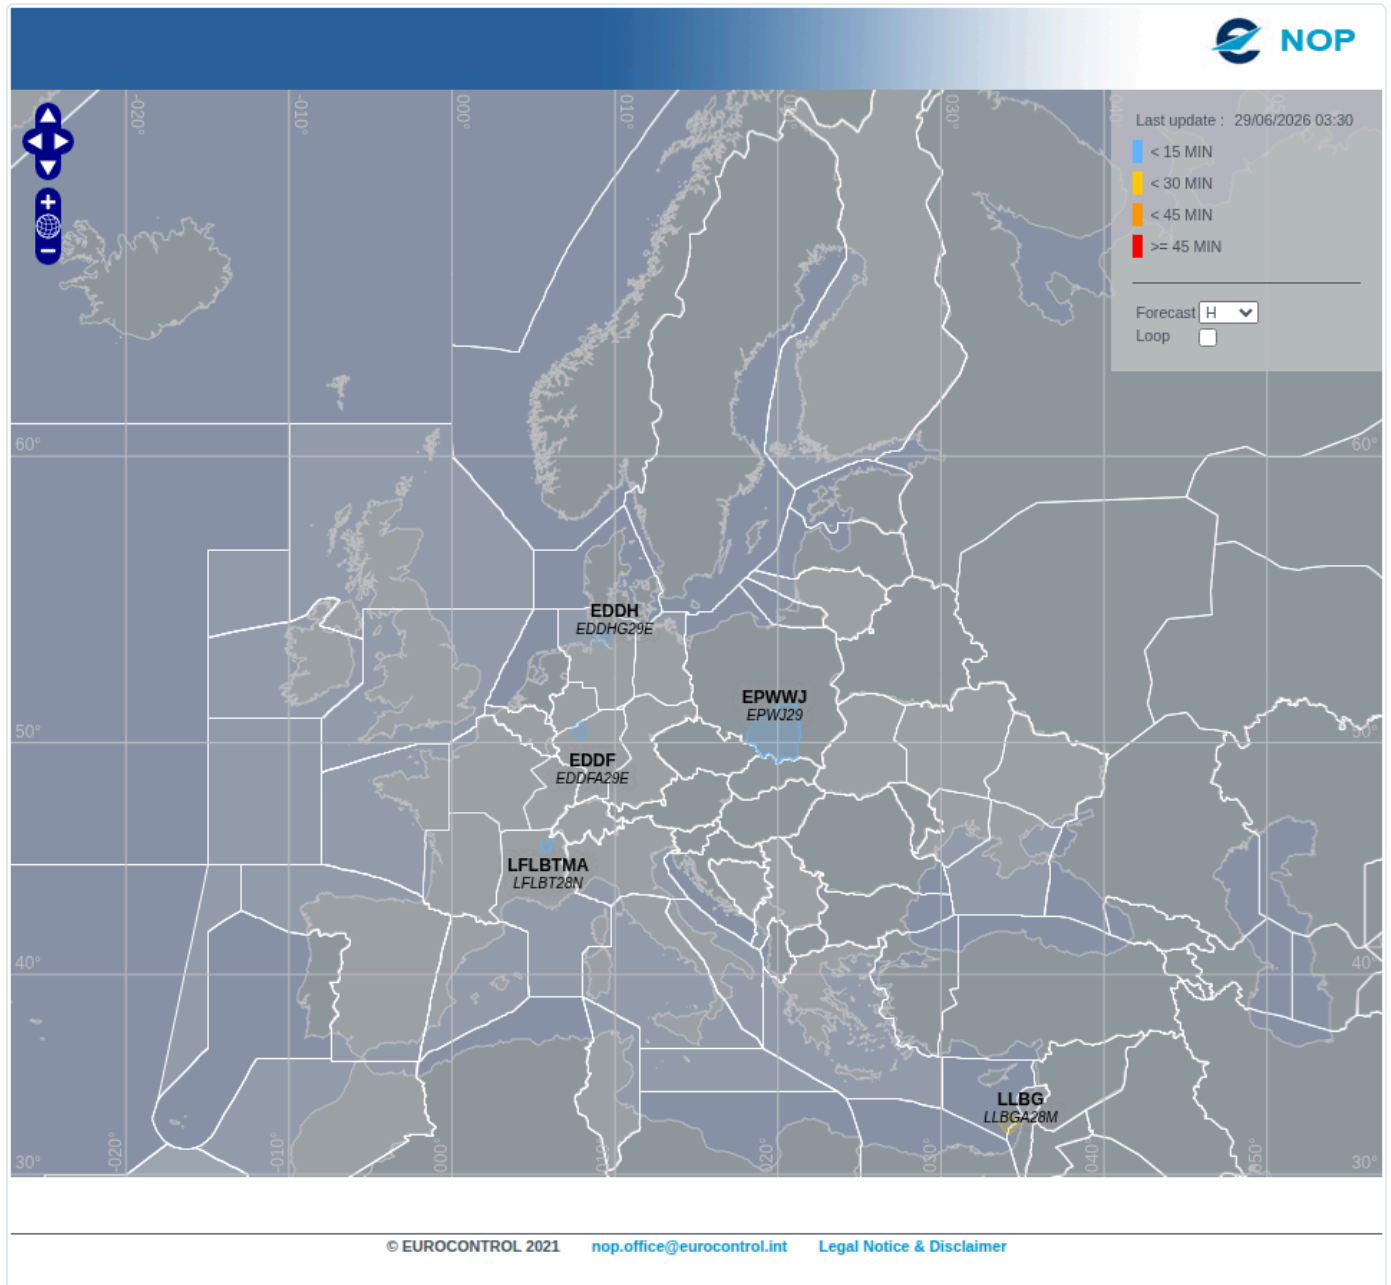 NOP
-020° -010° 000° 010° 030° 040°
Last update : 29/06/2026 03:30
< 15 MIN
< 30 MIN
< 45 MIN
>= 45 MIN
Forecast H
Loop
60° 60°
EDDH
EDDHG29E
EPWWJ
EPWJ29
50° 50°
EDDF
EDDFA29E
LFLBTMA
LFLBT28N
40° 40°
LLBG
LLBGA28M
-020° -010° 000° 010° 020° 030° 040° 050°
30° 30°
© EUROCONTROL 2021 nop.office@eurocontrol.int Legal Notice & Disclaimer